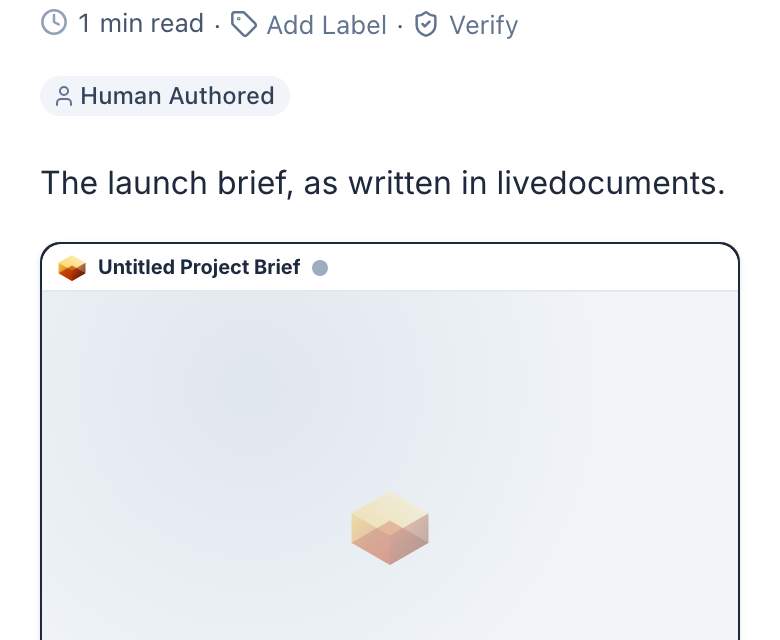 1 min read · Add Label · Verify
Human Authored
The launch brief, as written in livedocuments.
Untitled Project Brief